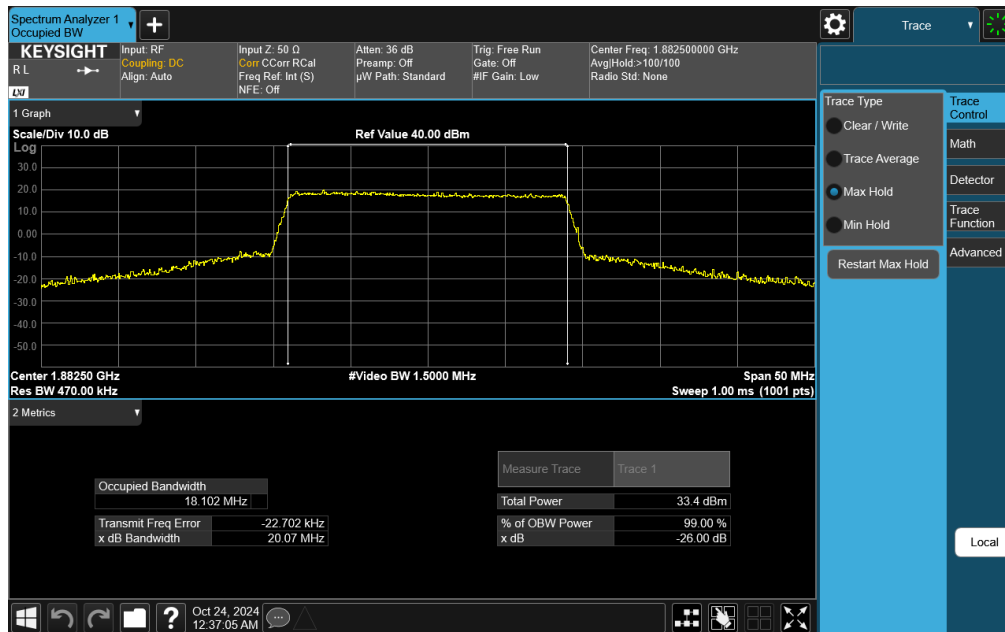 Spectrum Analyzer 1
Occupied BW
Trace
KEYSIGHT
R L
LXI
Input: RF
Coupling: DC
Align: Auto
Input Z: 50 Ω
Corr CCorr RCal
Freq Ref: Int (S)
NFE: Off
Atten: 36 dB
Preamp: Off
µW Path: Standard
Trig: Free Run
Gate: Off
#IF Gain: Low
Center Freq: 1.882500000 GHz
Avg|Hold:>100/100
Radio Std: None
1 Graph
Scale/Div 10.0 dB
Ref Value 40.00 dBm
Log
30.0
20.0
10.0
0.00
-10.0
-20.0
-30.0
-40.0
-50.0
Center 1.88250 GHz
#Video BW 1.5000 MHz
Span 50 MHz
Res BW 470.00 kHz
Sweep 1.00 ms (1001 pts)
2 Metrics
Measure Trace
Trace 1
Occupied Bandwidth
18.102 MHz
Total Power
33.4 dBm
Transmit Freq Error
-22.702 kHz
% of OBW Power
99.00 %
x dB Bandwidth
20.07 MHz
x dB
-26.00 dB
Trace Type
Clear / Write
Trace Average
Max Hold
Min Hold
Restart Max Hold
Trace
Control
Math
Detector
Trace
Function
Advanced
Local
?
Oct 24, 2024
12:37:05 AM